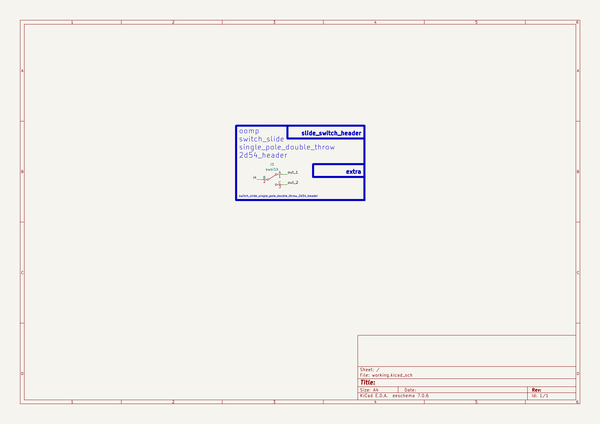 1 2 3 4 5 6
A A
oomp
slide_switch_header
switch_slide
single_pole_double_throw
2d54_header
B B
extra
out_1
in
out_2
switch_slide_single_pole_double_throw_2d54_header
C C
Sheet: /
File: working.kicad_sch
D D
Title:
Size: A4 Date: Rev:
KiCad E.D.A. eeschema 7.0.6 Id: 1/1
1 2 3 4 5 6